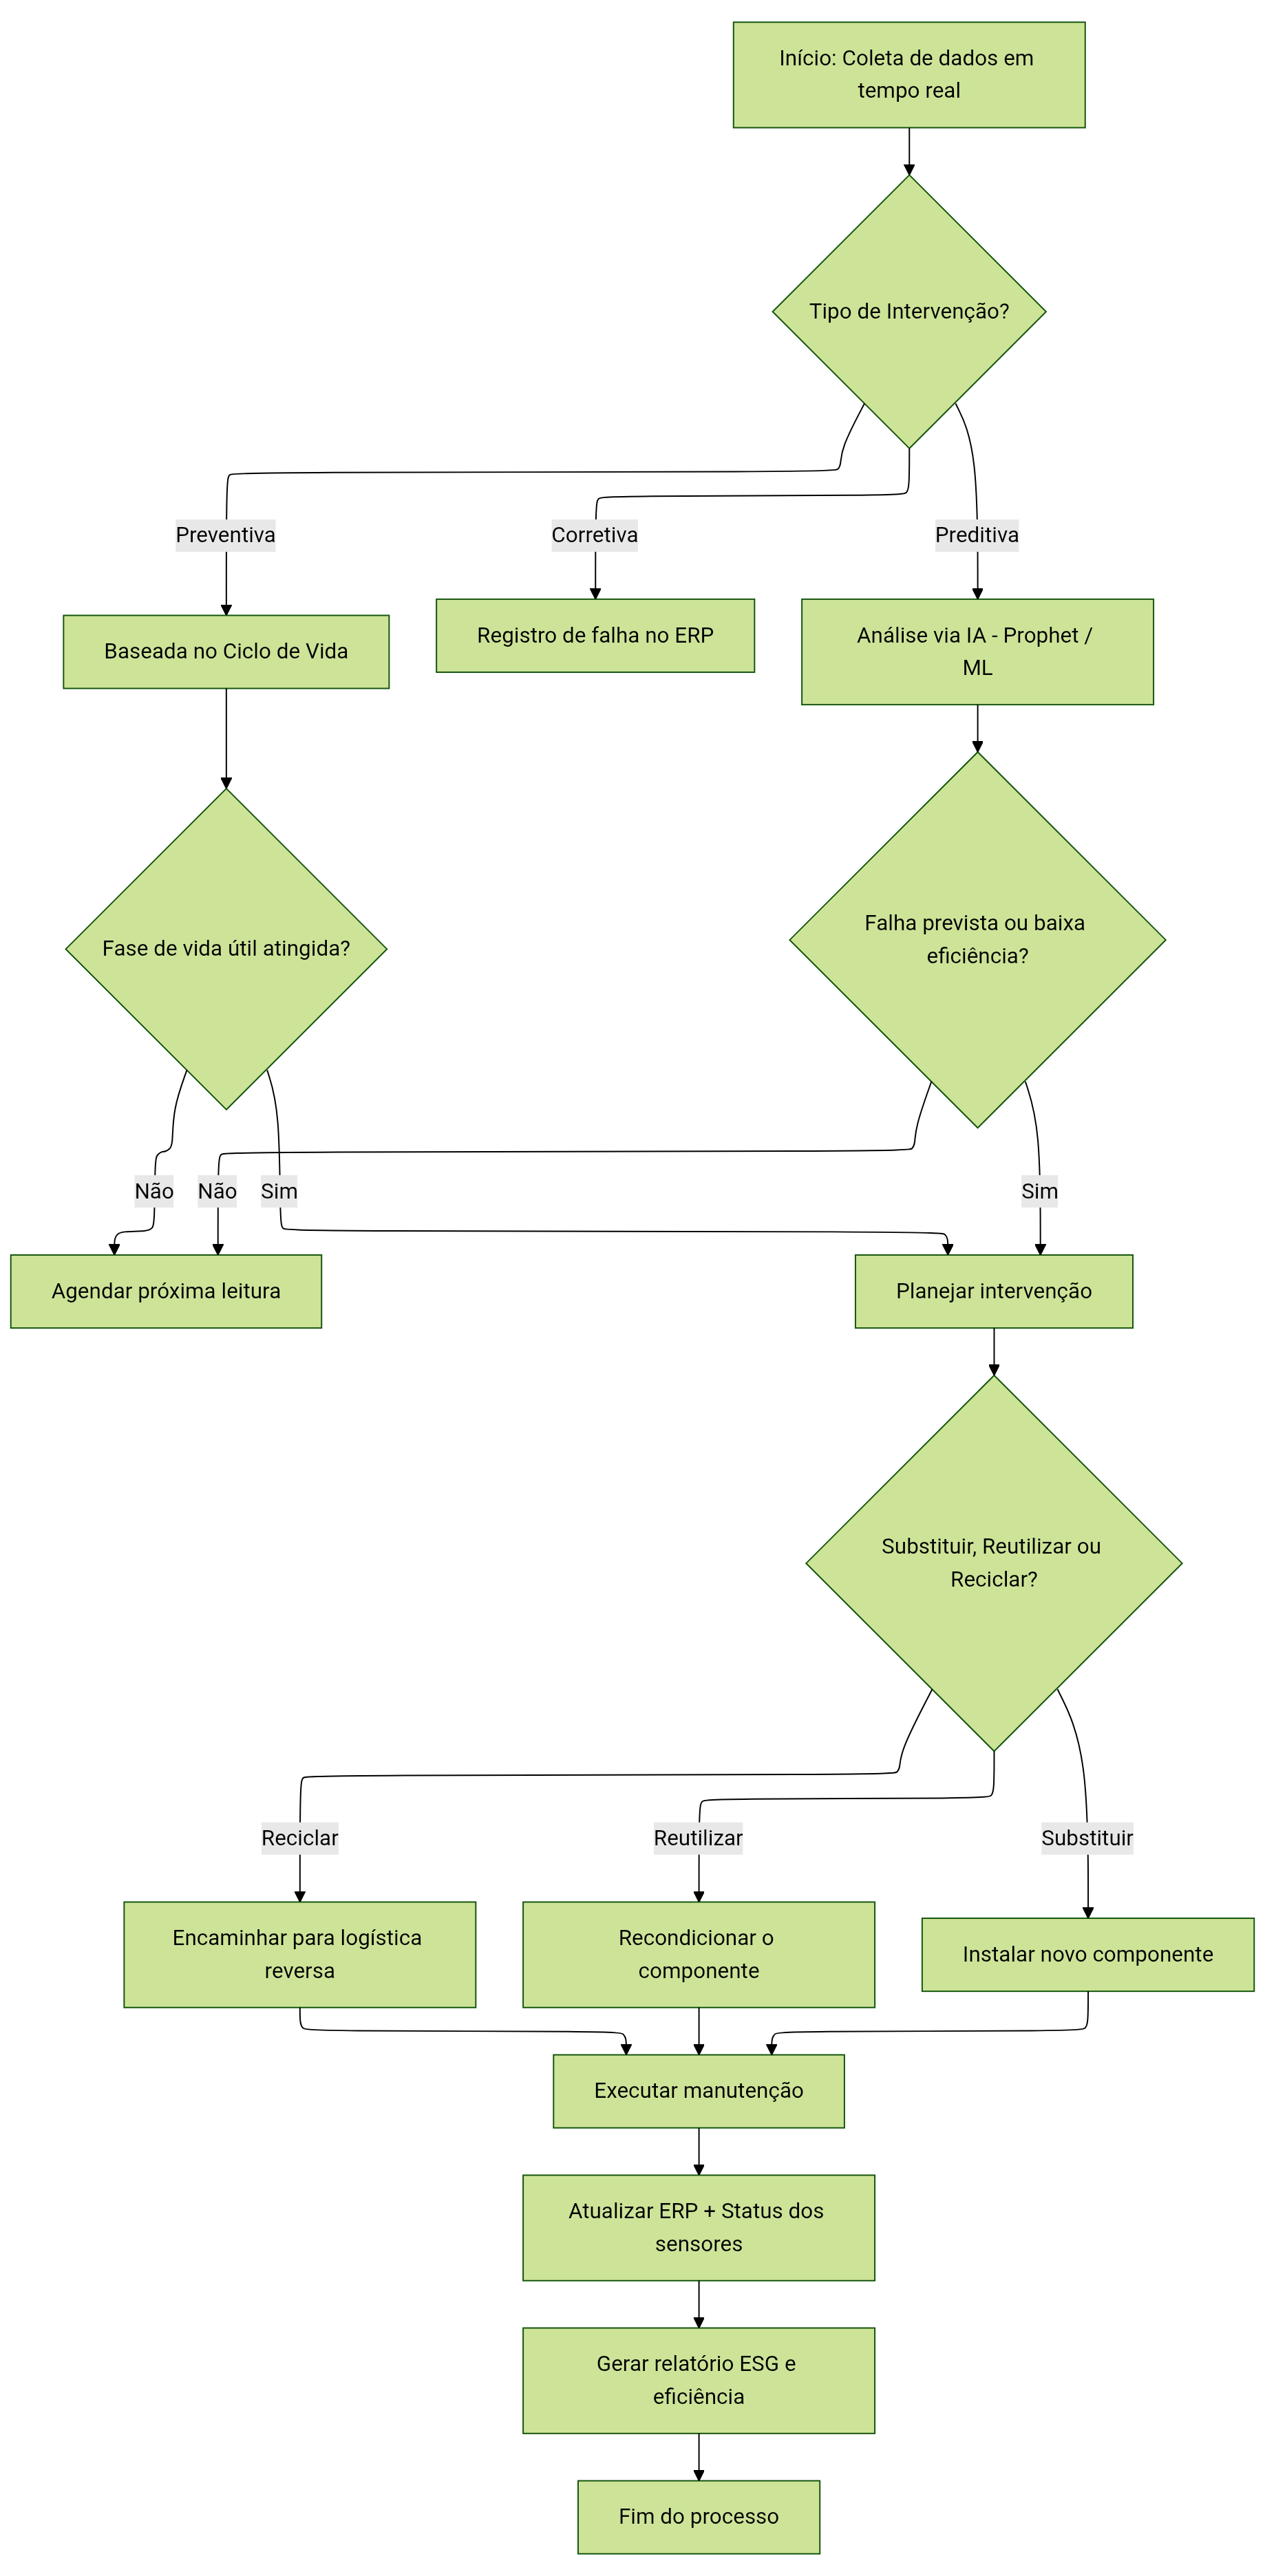 Início: Coleta de dados em
tempo real
Tipo de Intervenção?
Preventiva
Corretiva
Preditiva
Baseada no Ciclo de Vida
Registro de falha no ERP
Análise via IA - Prophet /
ML
Fase de vida útil atingida?
Falha prevista ou baixa
eficiência?
Não
Não
Sim
Sim
Agendar próxima leitura
Planejar intervenção
Substituir, Reutilizar ou
Reciclar?
Reciclar
Reutilizar
Substituir
Encaminhar para logística
reversa
Recondicionar o
componente
Instalar novo componente
Executar manutenção
Atualizar ERP + Status dos
sensores
Gerar relatório ESG e
eficiência
Fim do processo